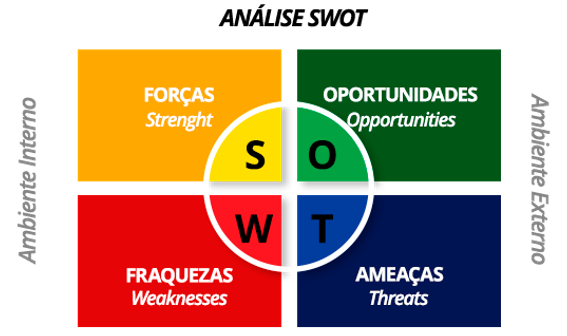 ANÁLISE SWOT
Ambiente Interno
FORÇAS
Strenght
S
OPORTUNIDADES
Opportunities
O
FRAQUEZAS
Weaknesses
W
AMEAÇAS
Threats
T
Ambiente Externo